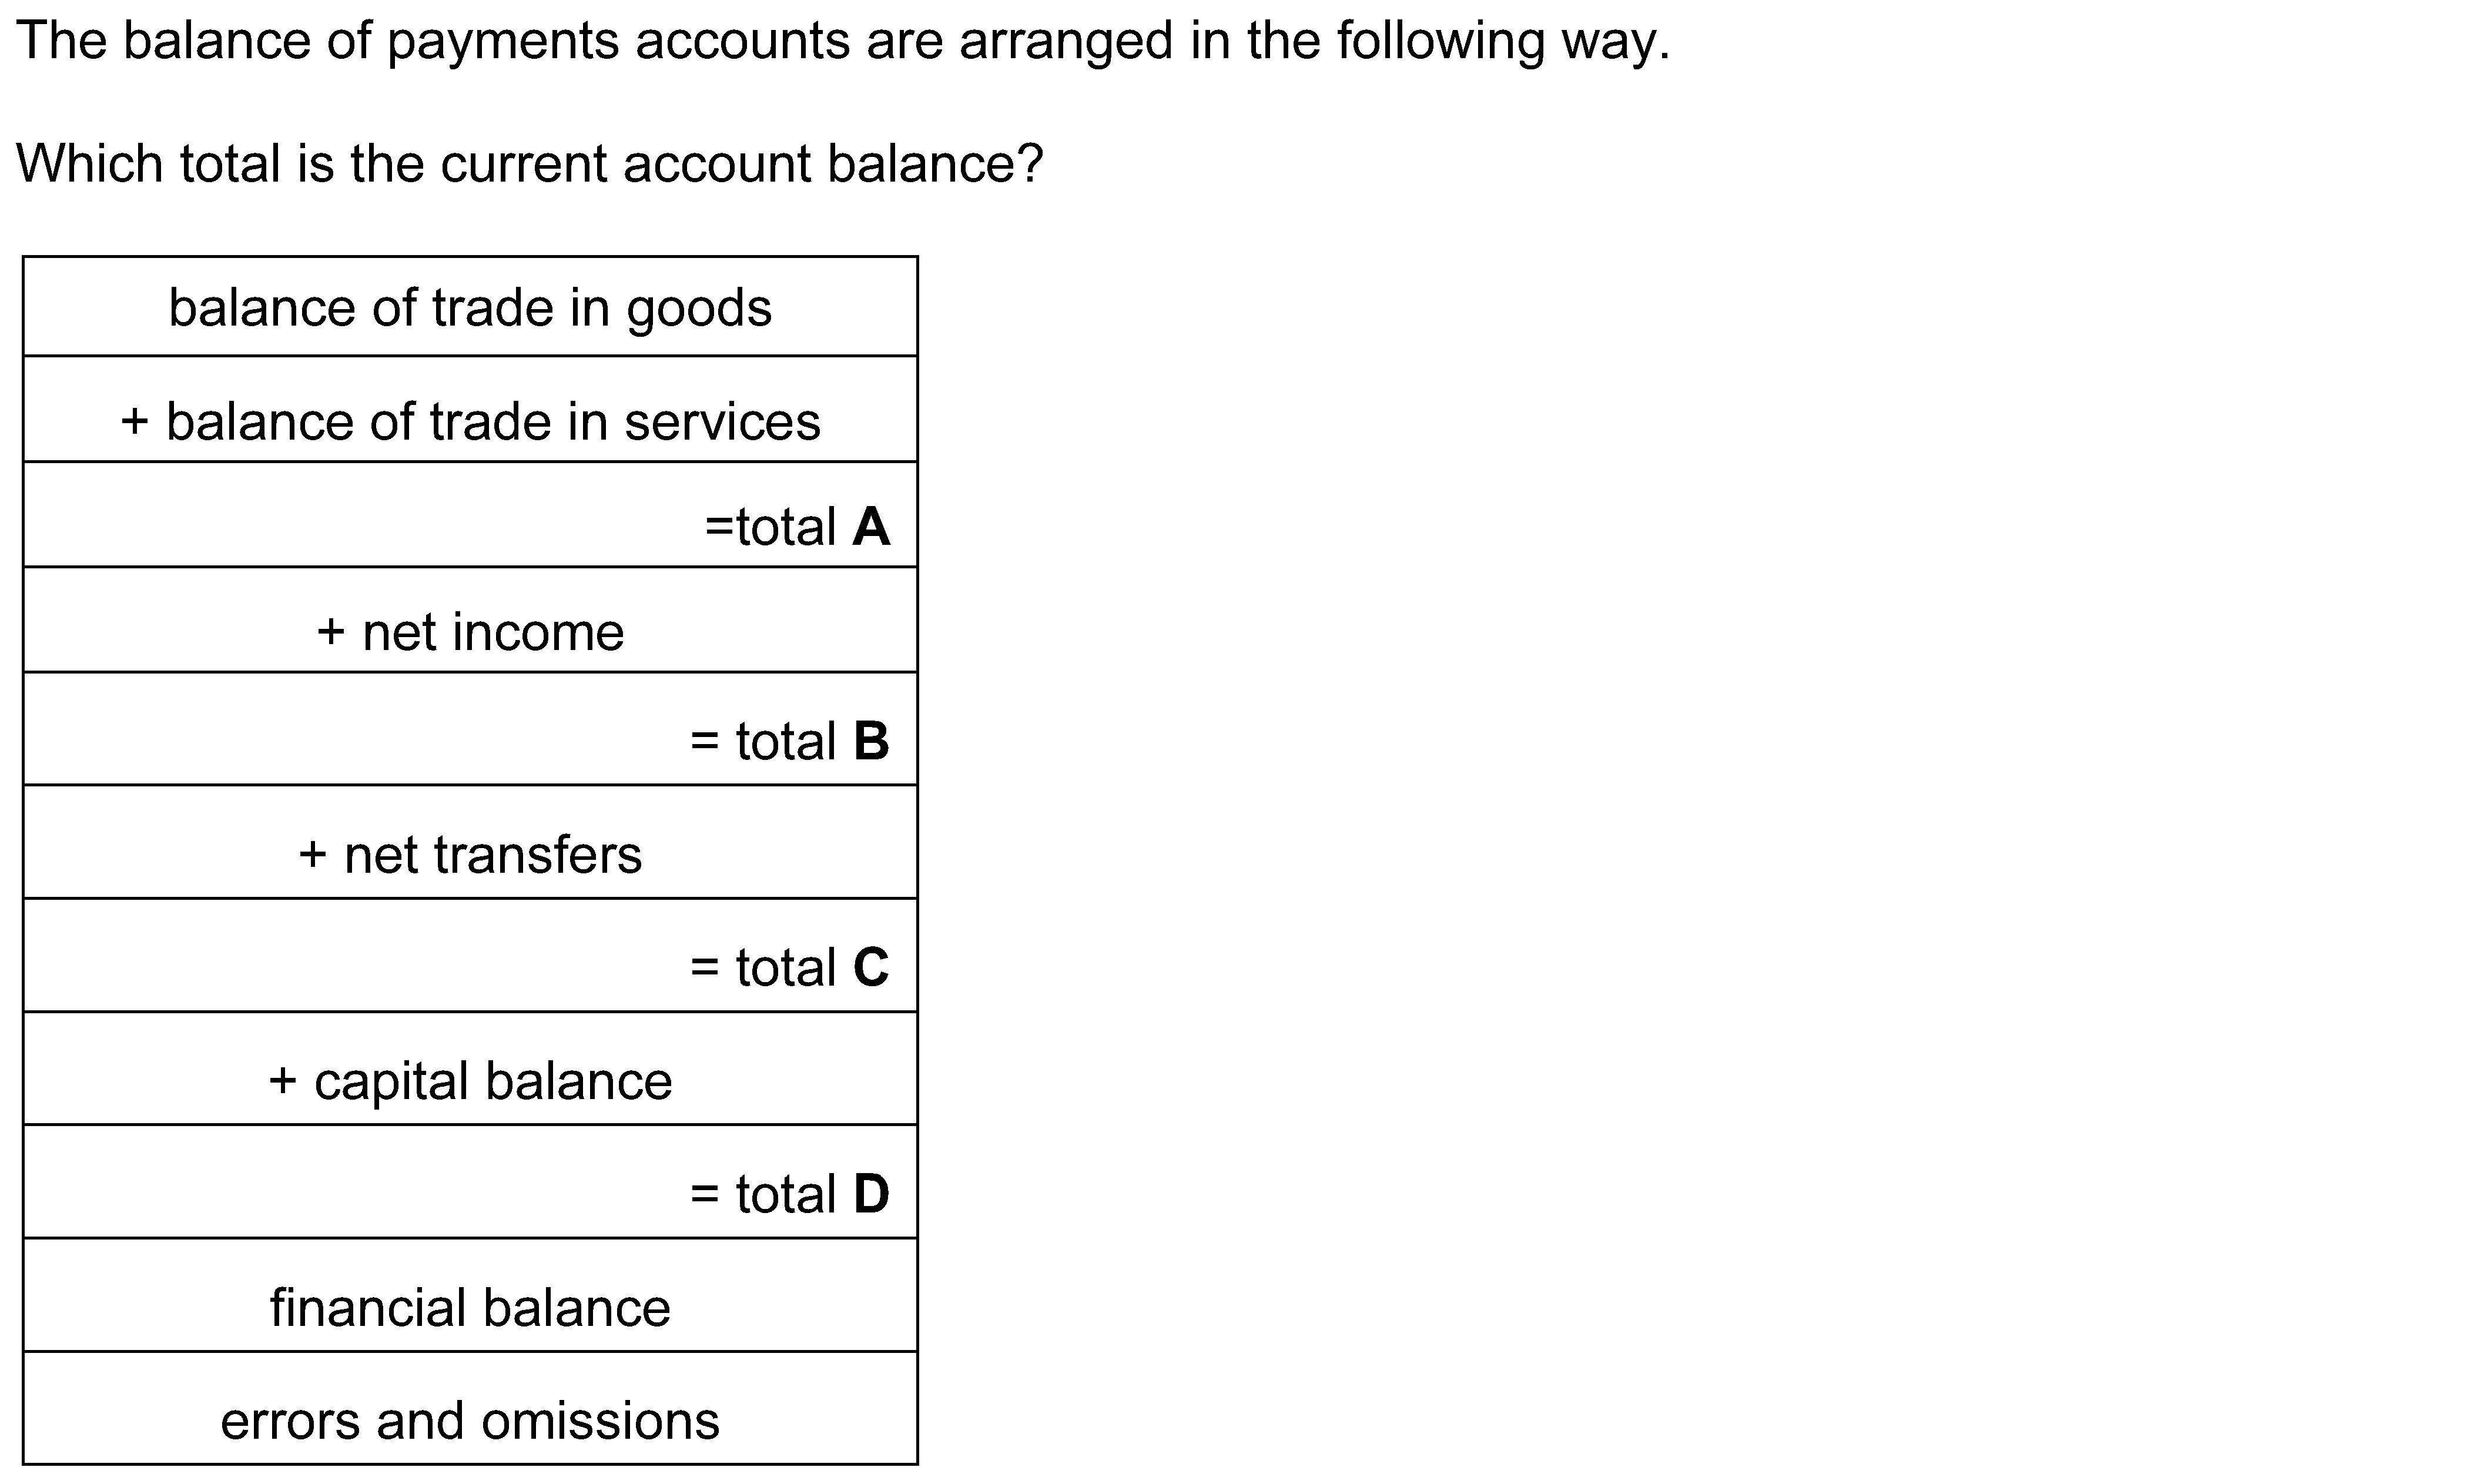 The balance of payments accounts are arranged in the following way.
Which total is the current account balance?
balance of trade in goods
+ balance of trade in services
=total A
+ net income
= total B
+ net transfers
= total C
+ capital balance
= total D
financial balance
errors and omissions